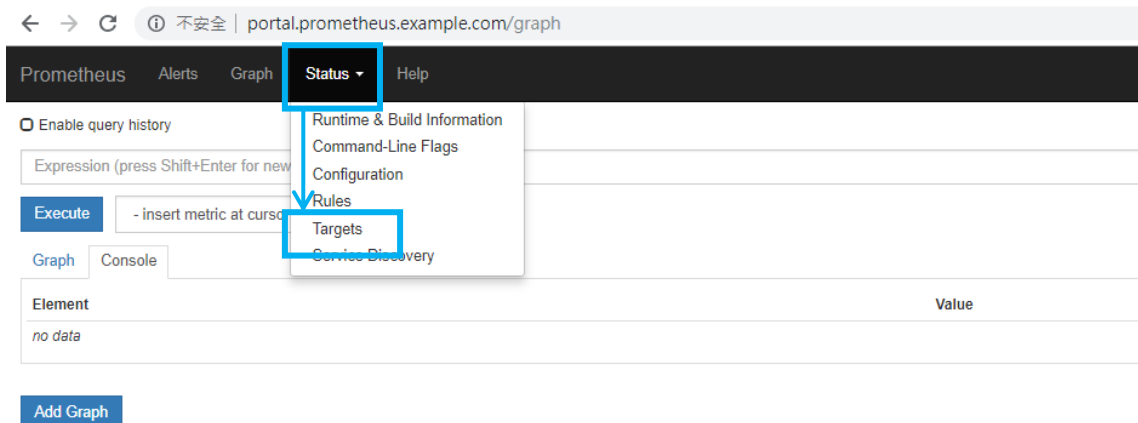 不安全 | portal.prometheus.example.com/graph
Prometheus Alerts Graph Status Help
Enable query history
Runtime & Build Information
Command-Line Flags
Configuration
Rules
Targets
Service Discovery
Expression (press Shift+Enter for new
Execute - insert metric at curso
Graph Console
Element Value
no data
Add Graph